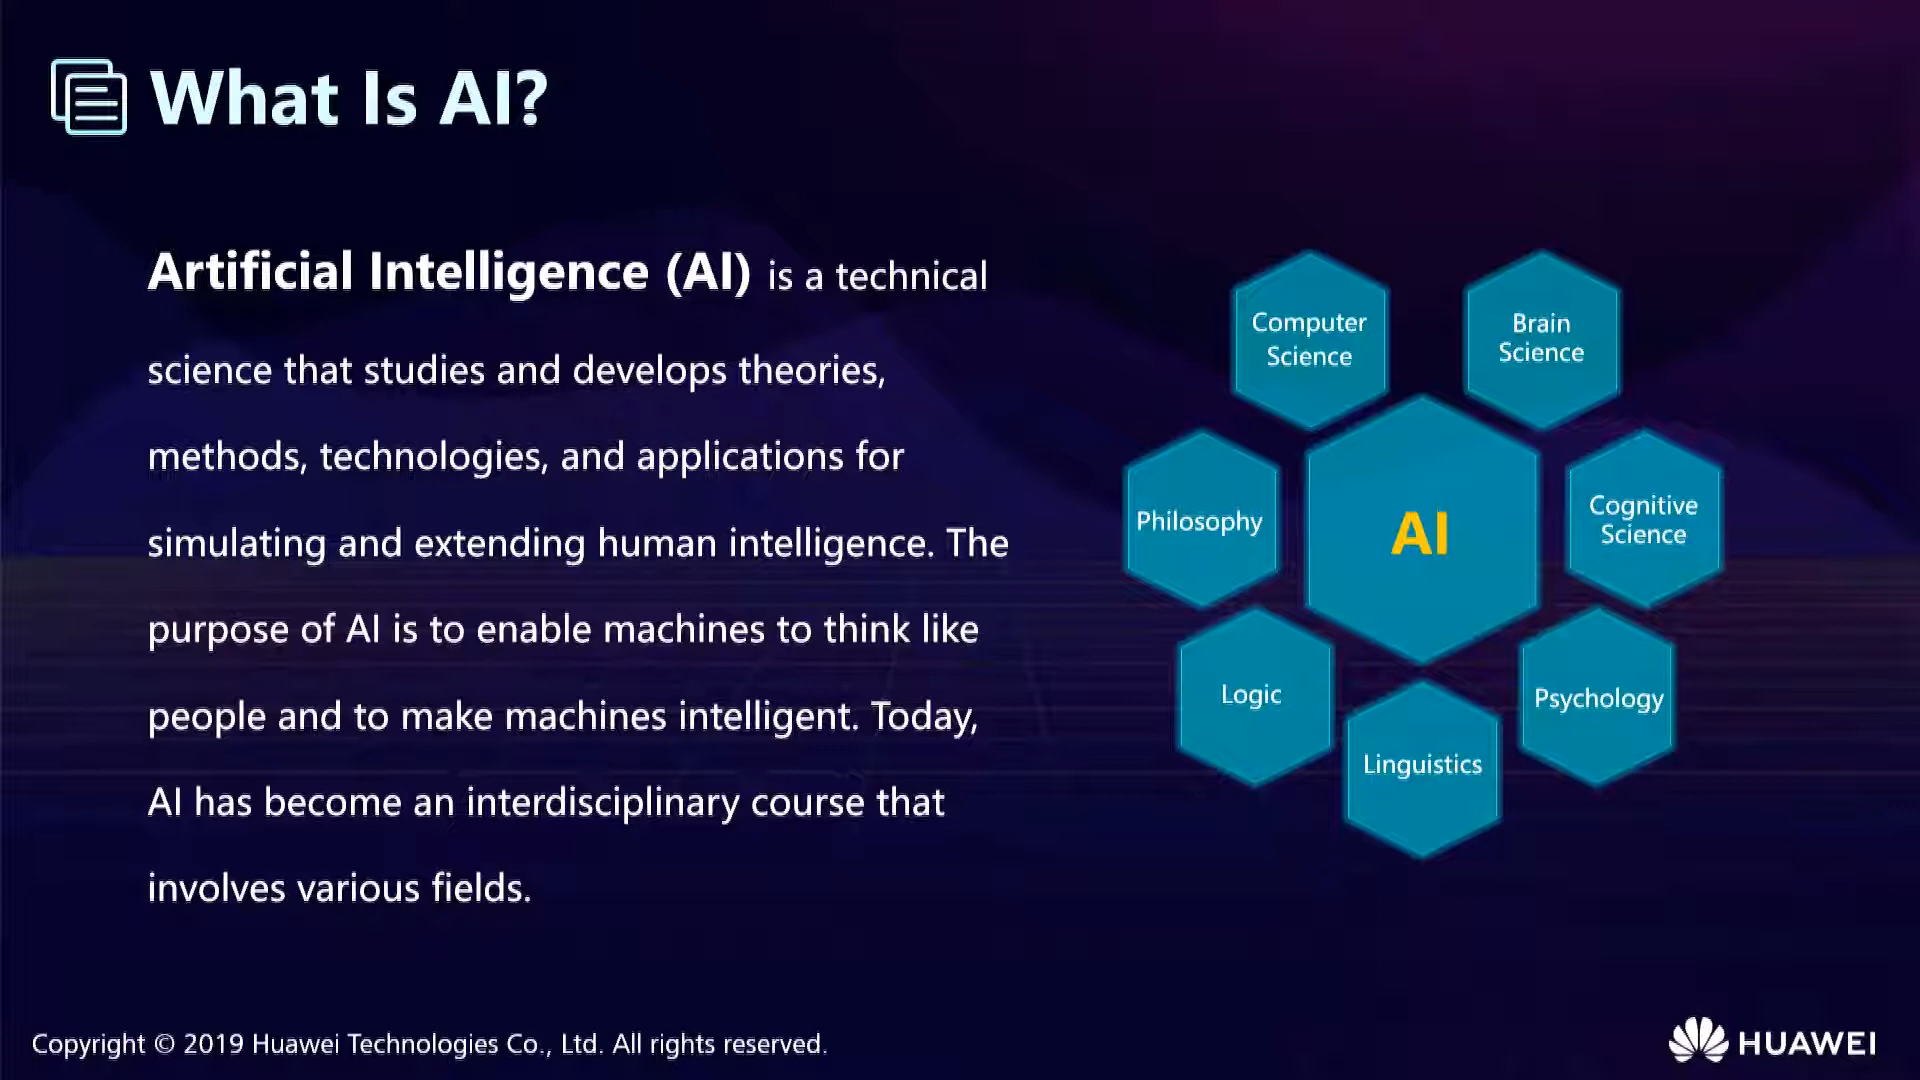 What Is AI?
Artificial Intelligence (AI) is a technical
science that studies and develops theories,
methods, technologies, and applications for
simulating and extending human intelligence. The
purpose of AI is to enable machines to think like
people and to make machines intelligent. Today,
AI has become an interdisciplinary course that
involves various fields.
Computer
Science
Brain
Science
Philosophy
AI
Cognitive
Science
Logic
Psychology
Linguistics
Copyright © 2019 Huawei Technologies Co., Ltd. All rights reserved.
HUAWEI